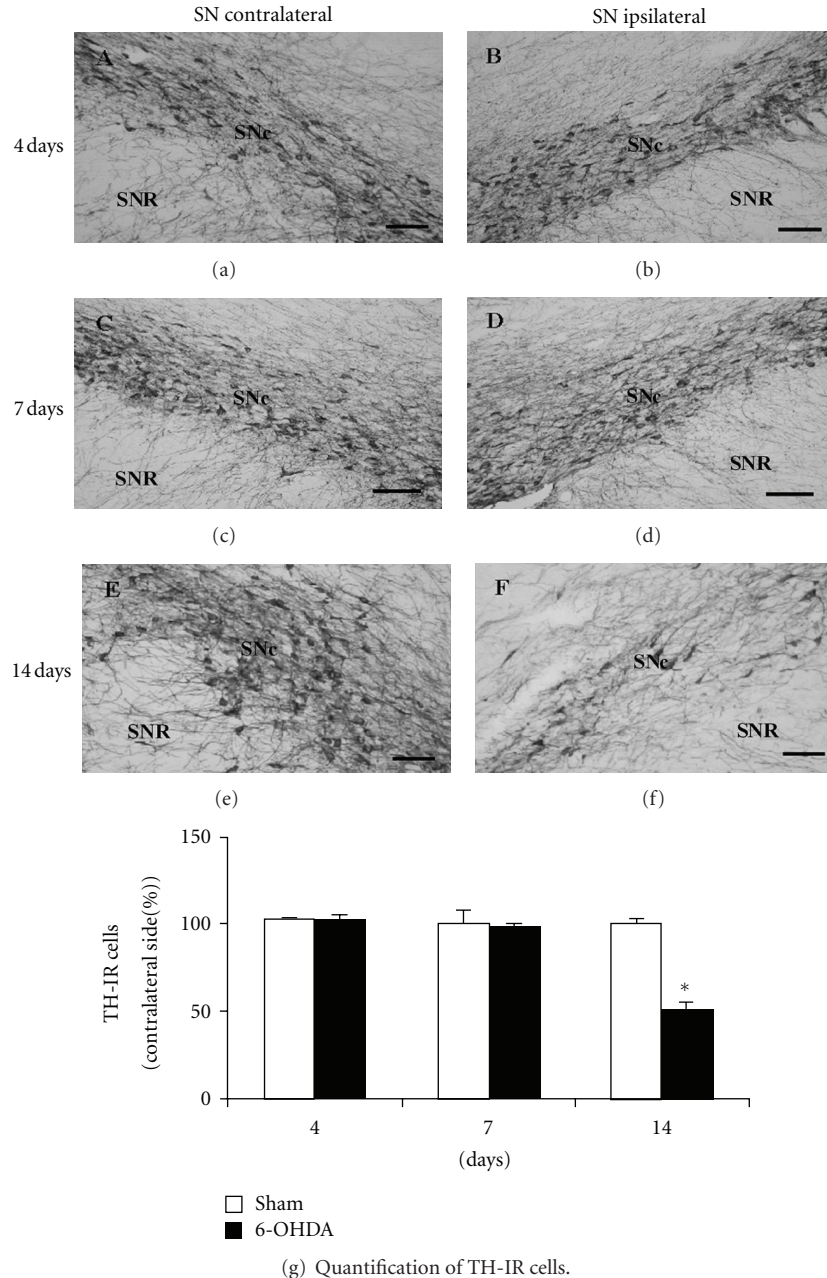 SN contralateral
SN ipsilateral
4 days
A
SNc
SNR
B
SNc
SNR
(a)
(b)
7 days
C
SNc
SNR
D
SNc
SNR
(c)
(d)
14 days
E
SNc
SNR
F
SNc
SNR
(e)
(f)
150
100
50
0
TH-IR cells
(contralateral side(%))
*
4
7
14
(days)
Sham
6-OHDA
(g) Quantification of TH-IR cells.